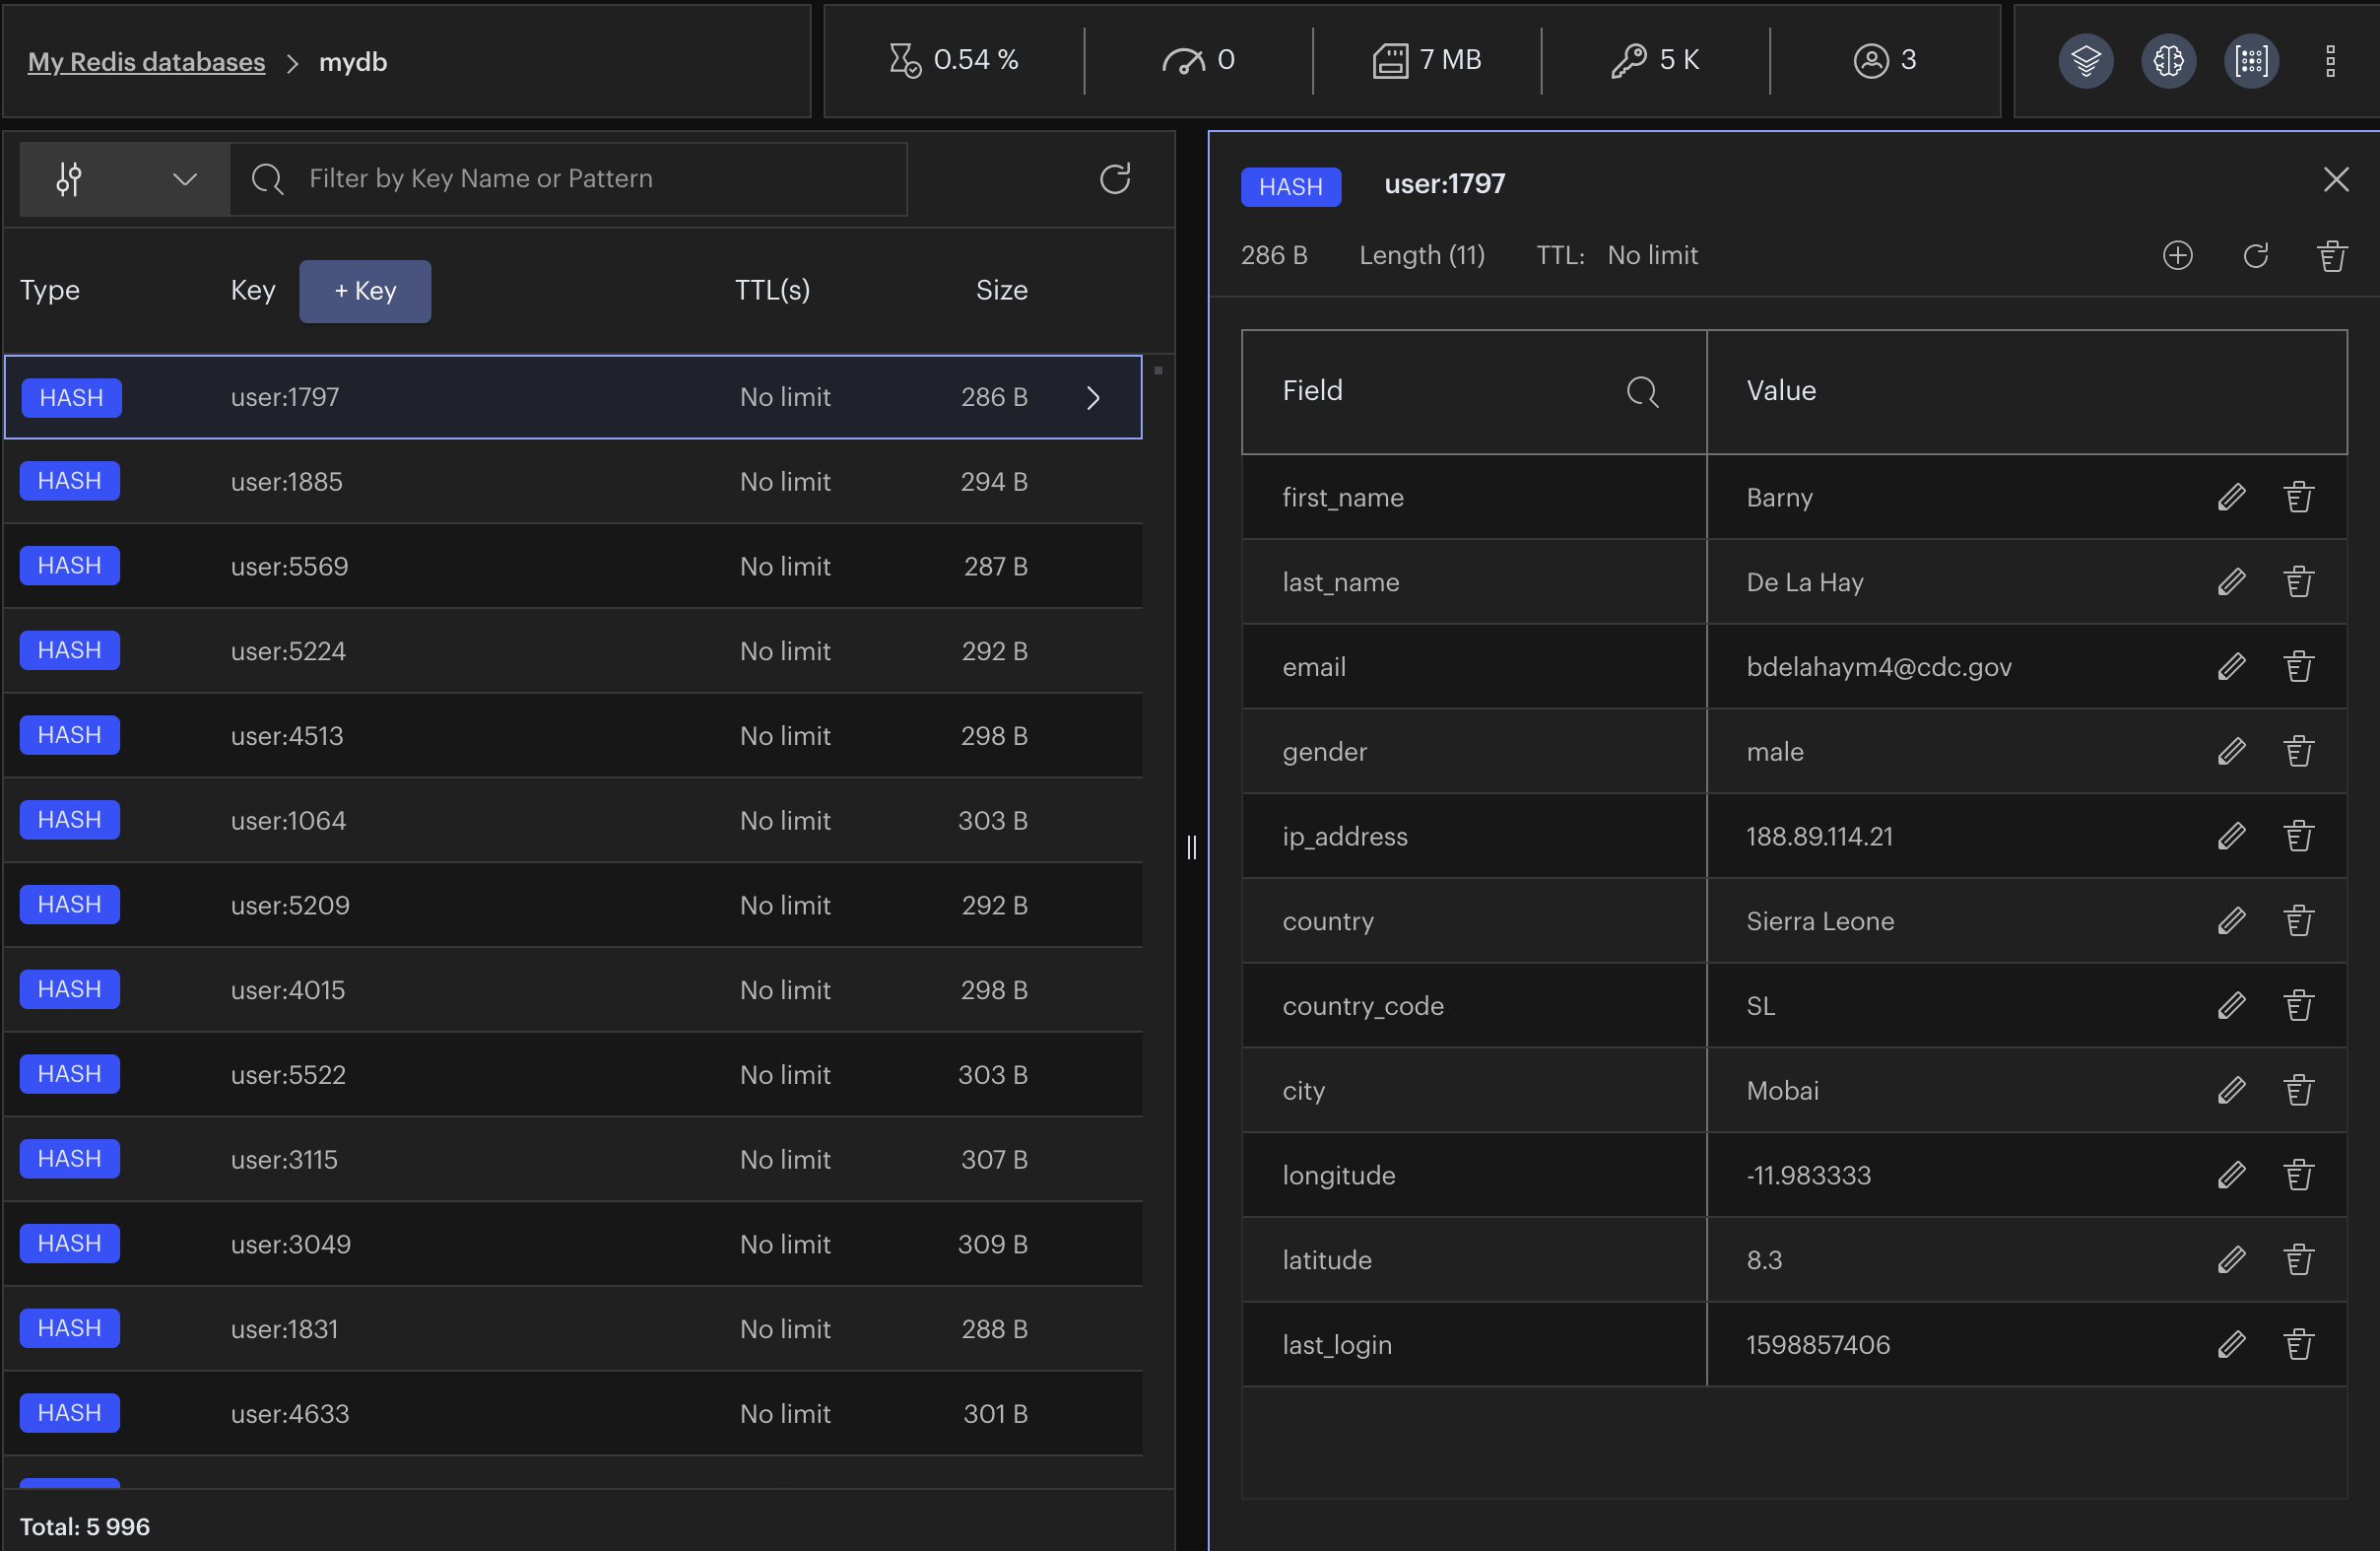 My Redis databases > mydb
0.54 % 0 7 MB 5 K 3
Filter by Key Name or Pattern
Type Key + Key TTL(s) Size
HASH user:1797 No limit 286 B
HASH user:1885 No limit 294 B
HASH user:5569 No limit 287 B
HASH user:5224 No limit 292 B
HASH user:4513 No limit 298 B
HASH user:1064 No limit 303 B
HASH user:5209 No limit 292 B
HASH user:4015 No limit 298 B
HASH user:5522 No limit 303 B
HASH user:3115 No limit 307 B
HASH user:3049 No limit 309 B
HASH user:1831 No limit 288 B
HASH user:4633 No limit 301 B
Total: 5 996
HASH user:1797
286 B Length (11) TTL: No limit
Field Value
first_name Barny
last_name De La Hay
email bdelahaym4@cdc.gov
gender male
ip_address 188.89.114.21
country Sierra Leone
country_code SL
city Mobai
longitude -11.983333
latitude 8.3
last_login 1598857406